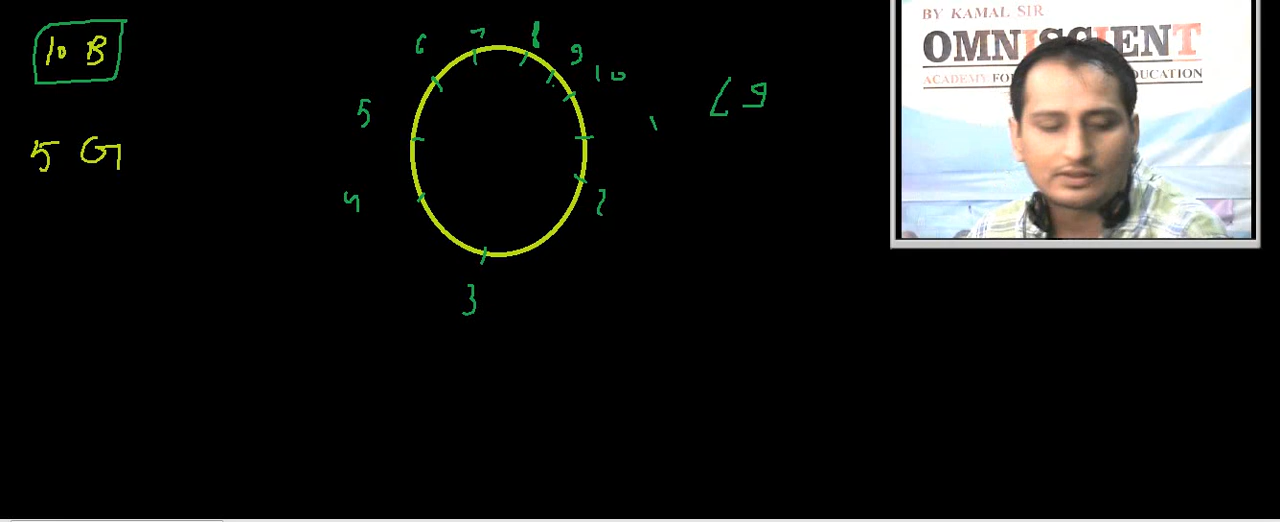 BY KAMAL SIR
OMNISCIENT
ACADEMY FOR EDUCATION
10 B
5 G
6 7 8 9 10
5 1 ⌊9
4 2
3